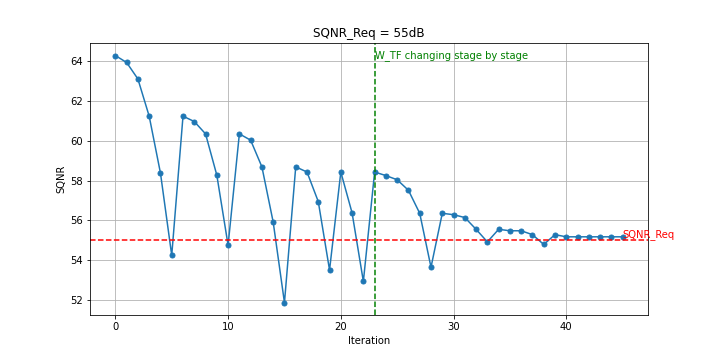 SQNR_Req = 55dB
W_TF changing stage by stage
64
62
60
58
56
54
52
SQNR
SQNR_Req
0
10
20
30
40
Iteration